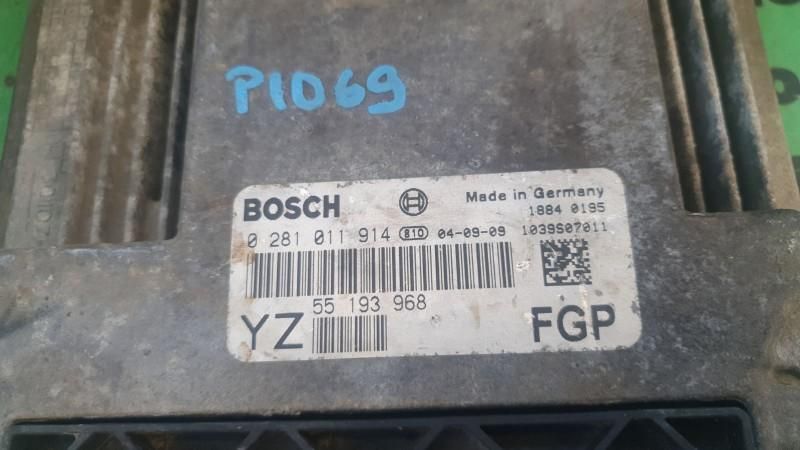 P1069
BOSCH Made in Germany
1884 0195
0 281 011 914 810 04-09-09 1039S07011
55 193 968
YZ FGP